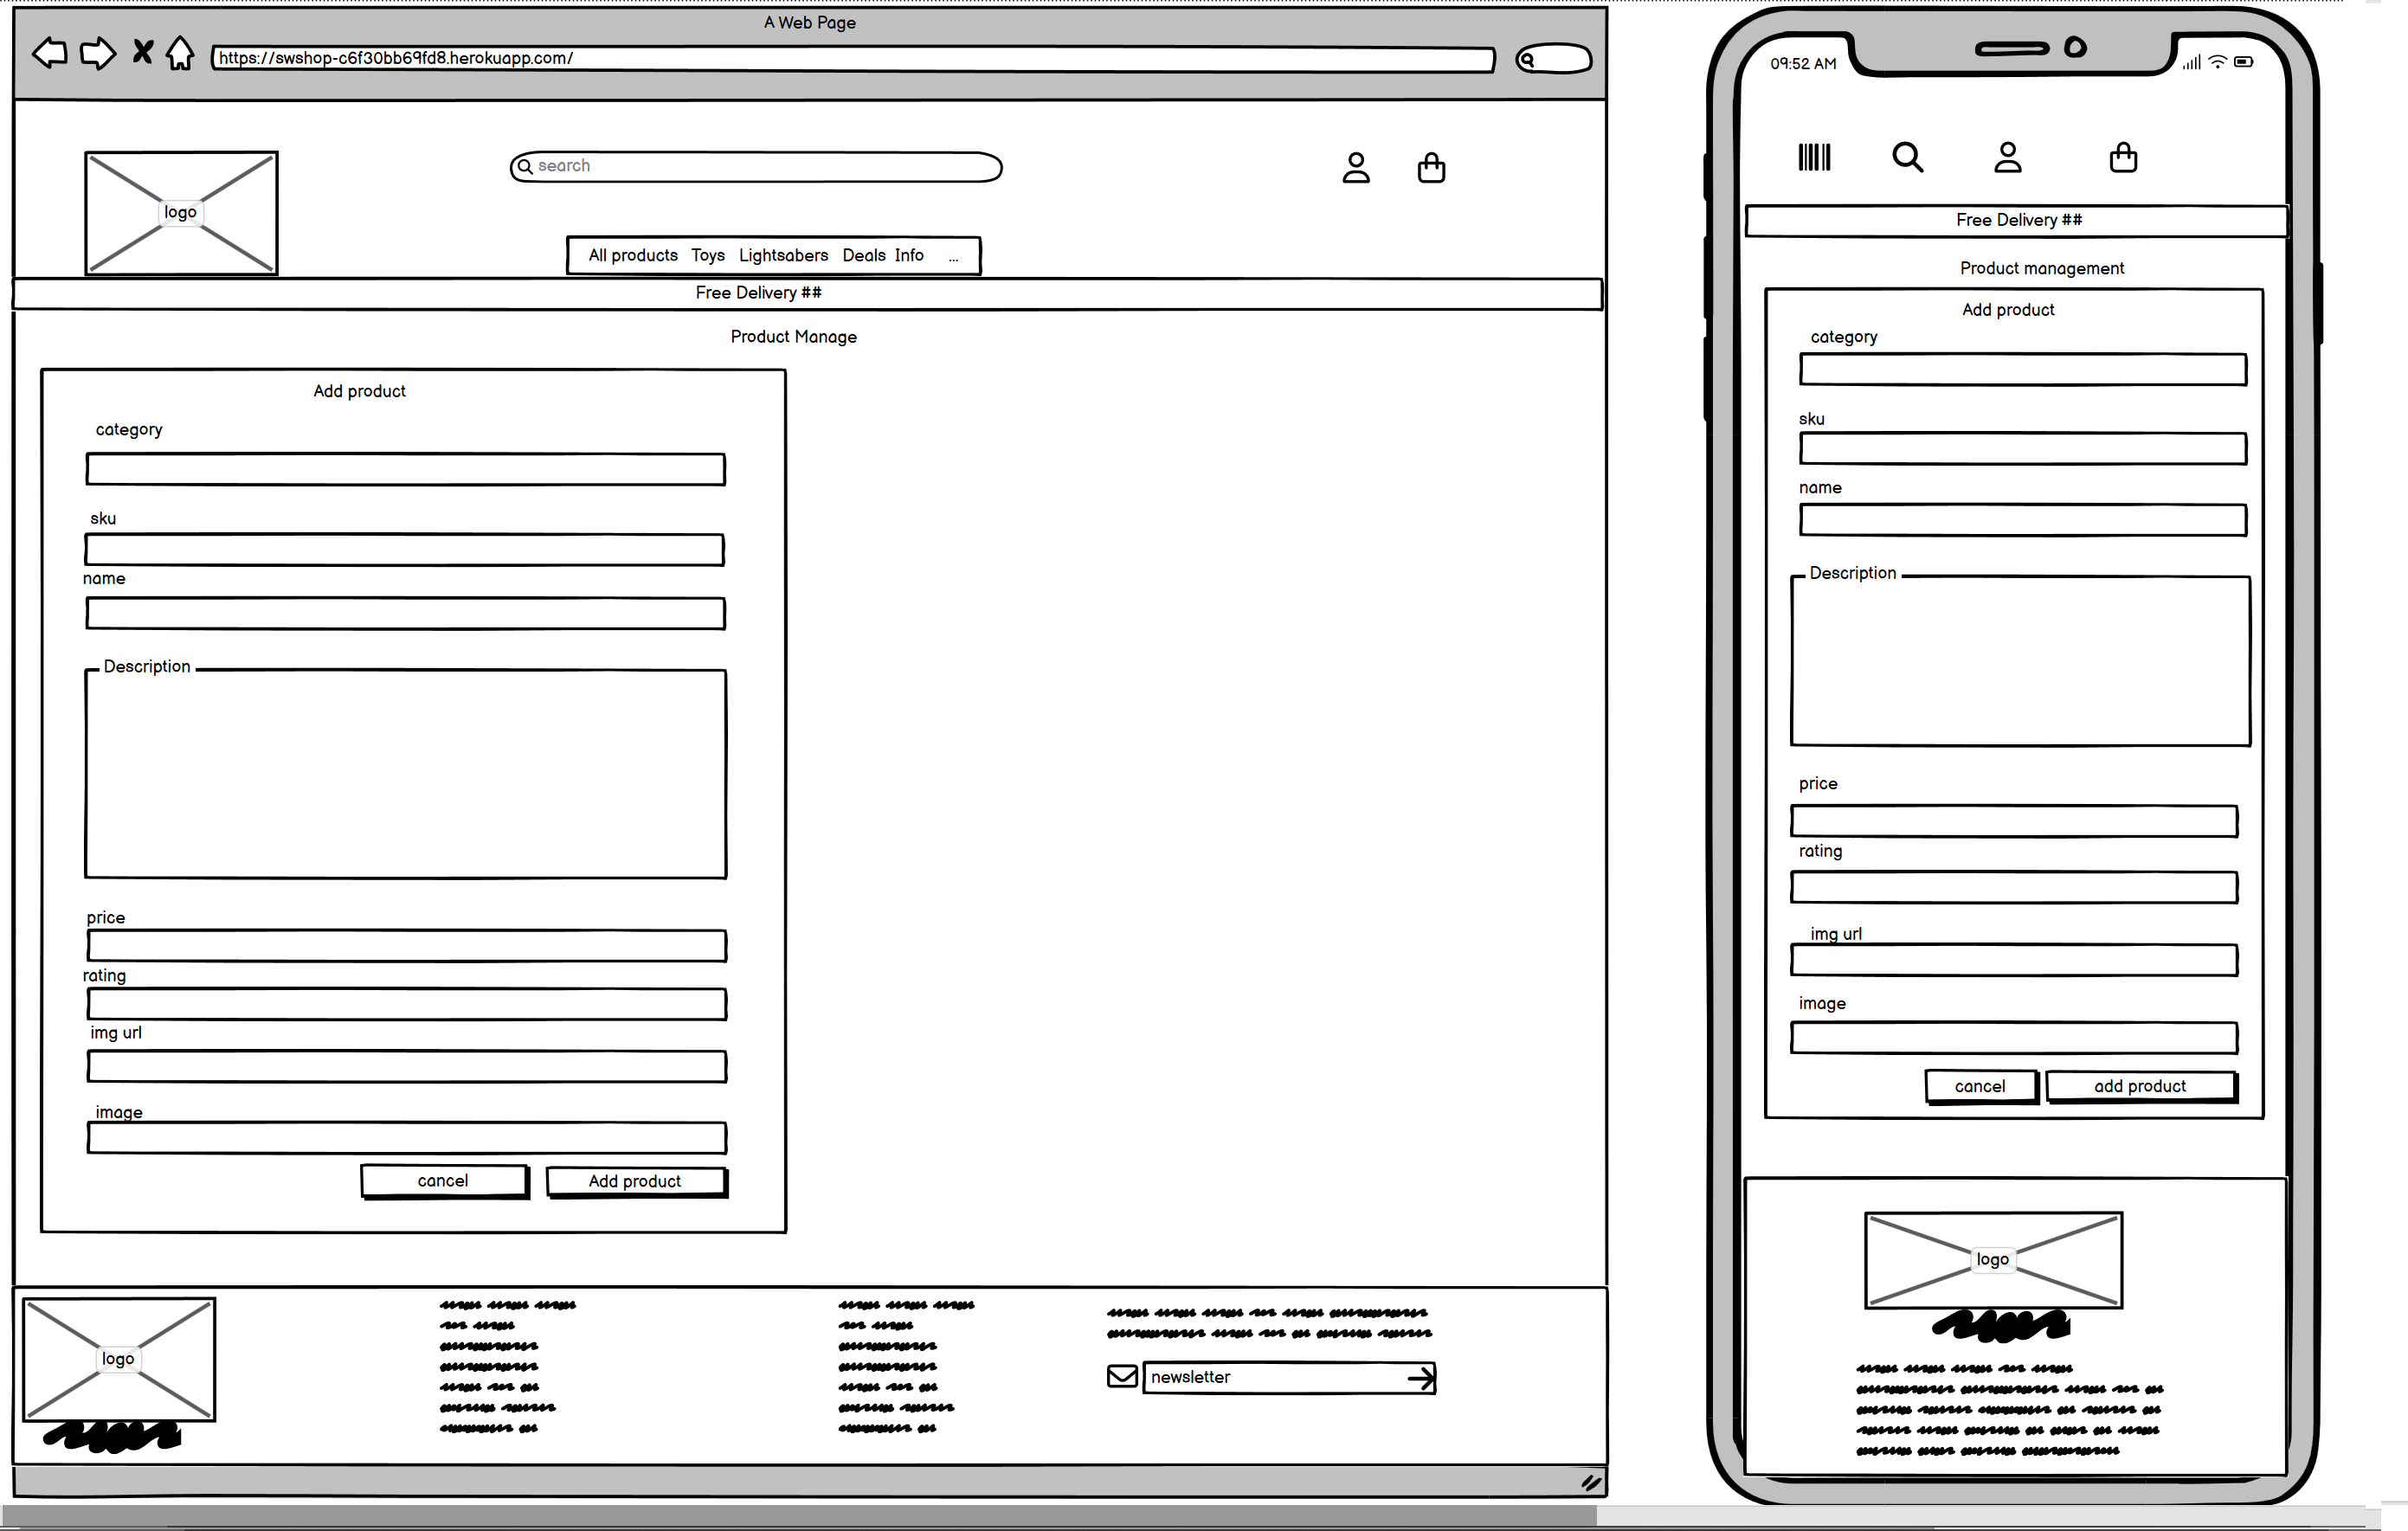 A Web Page
https://swshop-c6f30bb69fd8.herokuapp.com/
search
logo
All products Toys Lightsabers Deals Info ...
Free Delivery ##
Product Manage
Add product
category
sku
name
Description
price
rating
img url
image
cancel Add product
logo
newsletter
09:52 AM
Free Delivery ##
Product management
Add product
category
sku
name
Description
price
rating
img url
image
cancel add product
logo